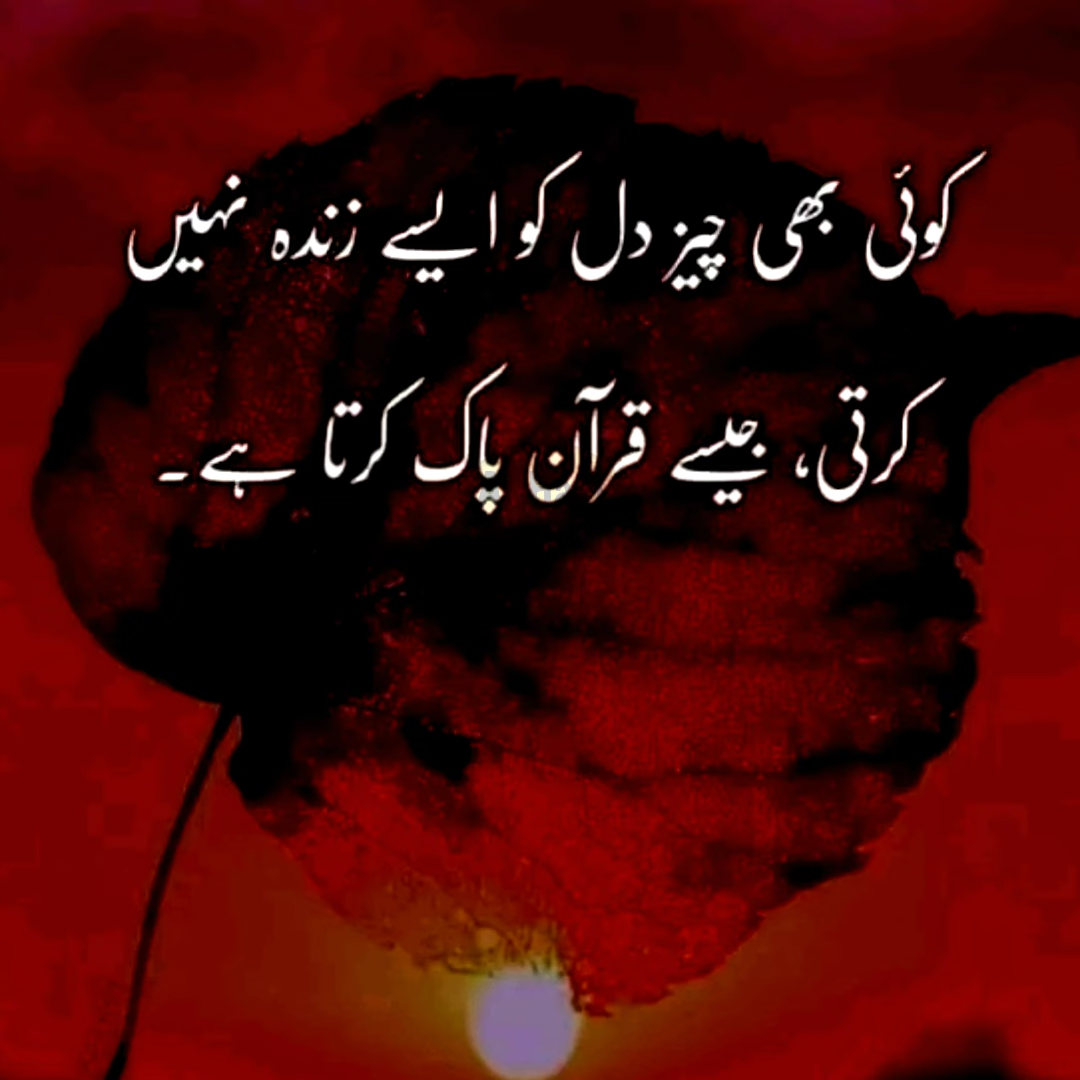 کوئی بھی چیز دل کو ایسے زندہ نہیں
کرتی، جیسے قرآن پاک کرتا ہے۔